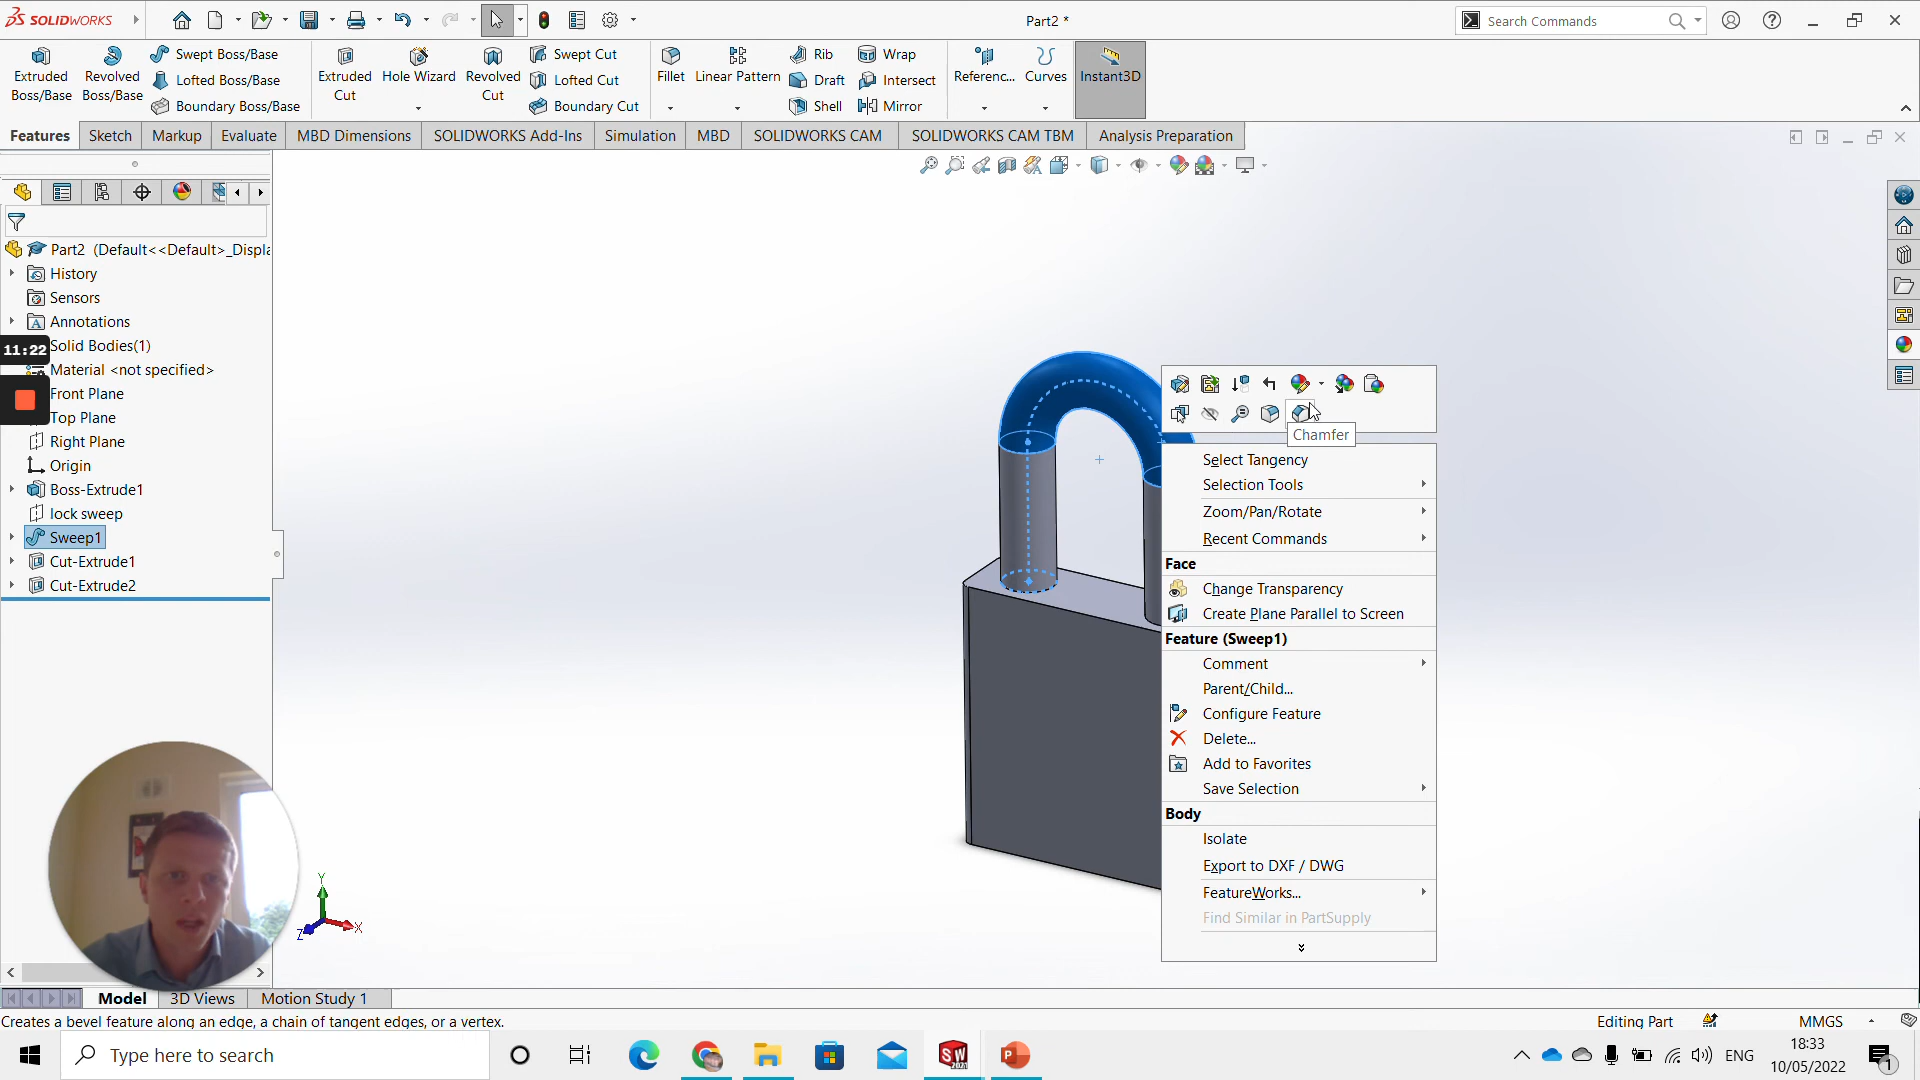 SOLIDWORKS
Part2 *
Search Commands
Extruded Boss/Base
Revolved Boss/Base
Swept Boss/Base
Lofted Boss/Base
Boundary Boss/Base
Extruded Cut
Hole Wizard
Revolved Cut
Swept Cut
Lofted Cut
Boundary Cut
Fillet
Linear Pattern
Rib
Draft
Shell
Wrap
Intersect
Mirror
Referenc...
Curves
Instant3D
Features
Sketch
Markup
Evaluate
MBD Dimensions
SOLIDWORKS Add-Ins
Simulation
MBD
SOLIDWORKS CAM
SOLIDWORKS CAM TBM
Analysis Preparation
Part2 (Default<<Default>_Displa
History
Sensors
Annotations
11:22
Solid Bodies(1)
Material <not specified>
Front Plane
Top Plane
Right Plane
Origin
Boss-Extrude1
lock sweep
Sweep1
Cut-Extrude1
Cut-Extrude2
Chamfer
Select Tangency
Selection Tools
Zoom/Pan/Rotate
Recent Commands
Face
Change Transparency
Create Plane Parallel to Screen
Feature (Sweep1)
Comment
Parent/Child...
Configure Feature
Delete...
Add to Favorites
Save Selection
Body
Isolate
Export to DXF / DWG
FeatureWorks...
Find Similar in PartSupply
Y
X
Z
Model
3D Views
Motion Study 1
Creates a bevel feature along an edge, a chain of tangent edges, or a vertex.
Editing Part
MMGS
Type here to search
SW
2021
P
ENG
18:33
10/05/2022
1